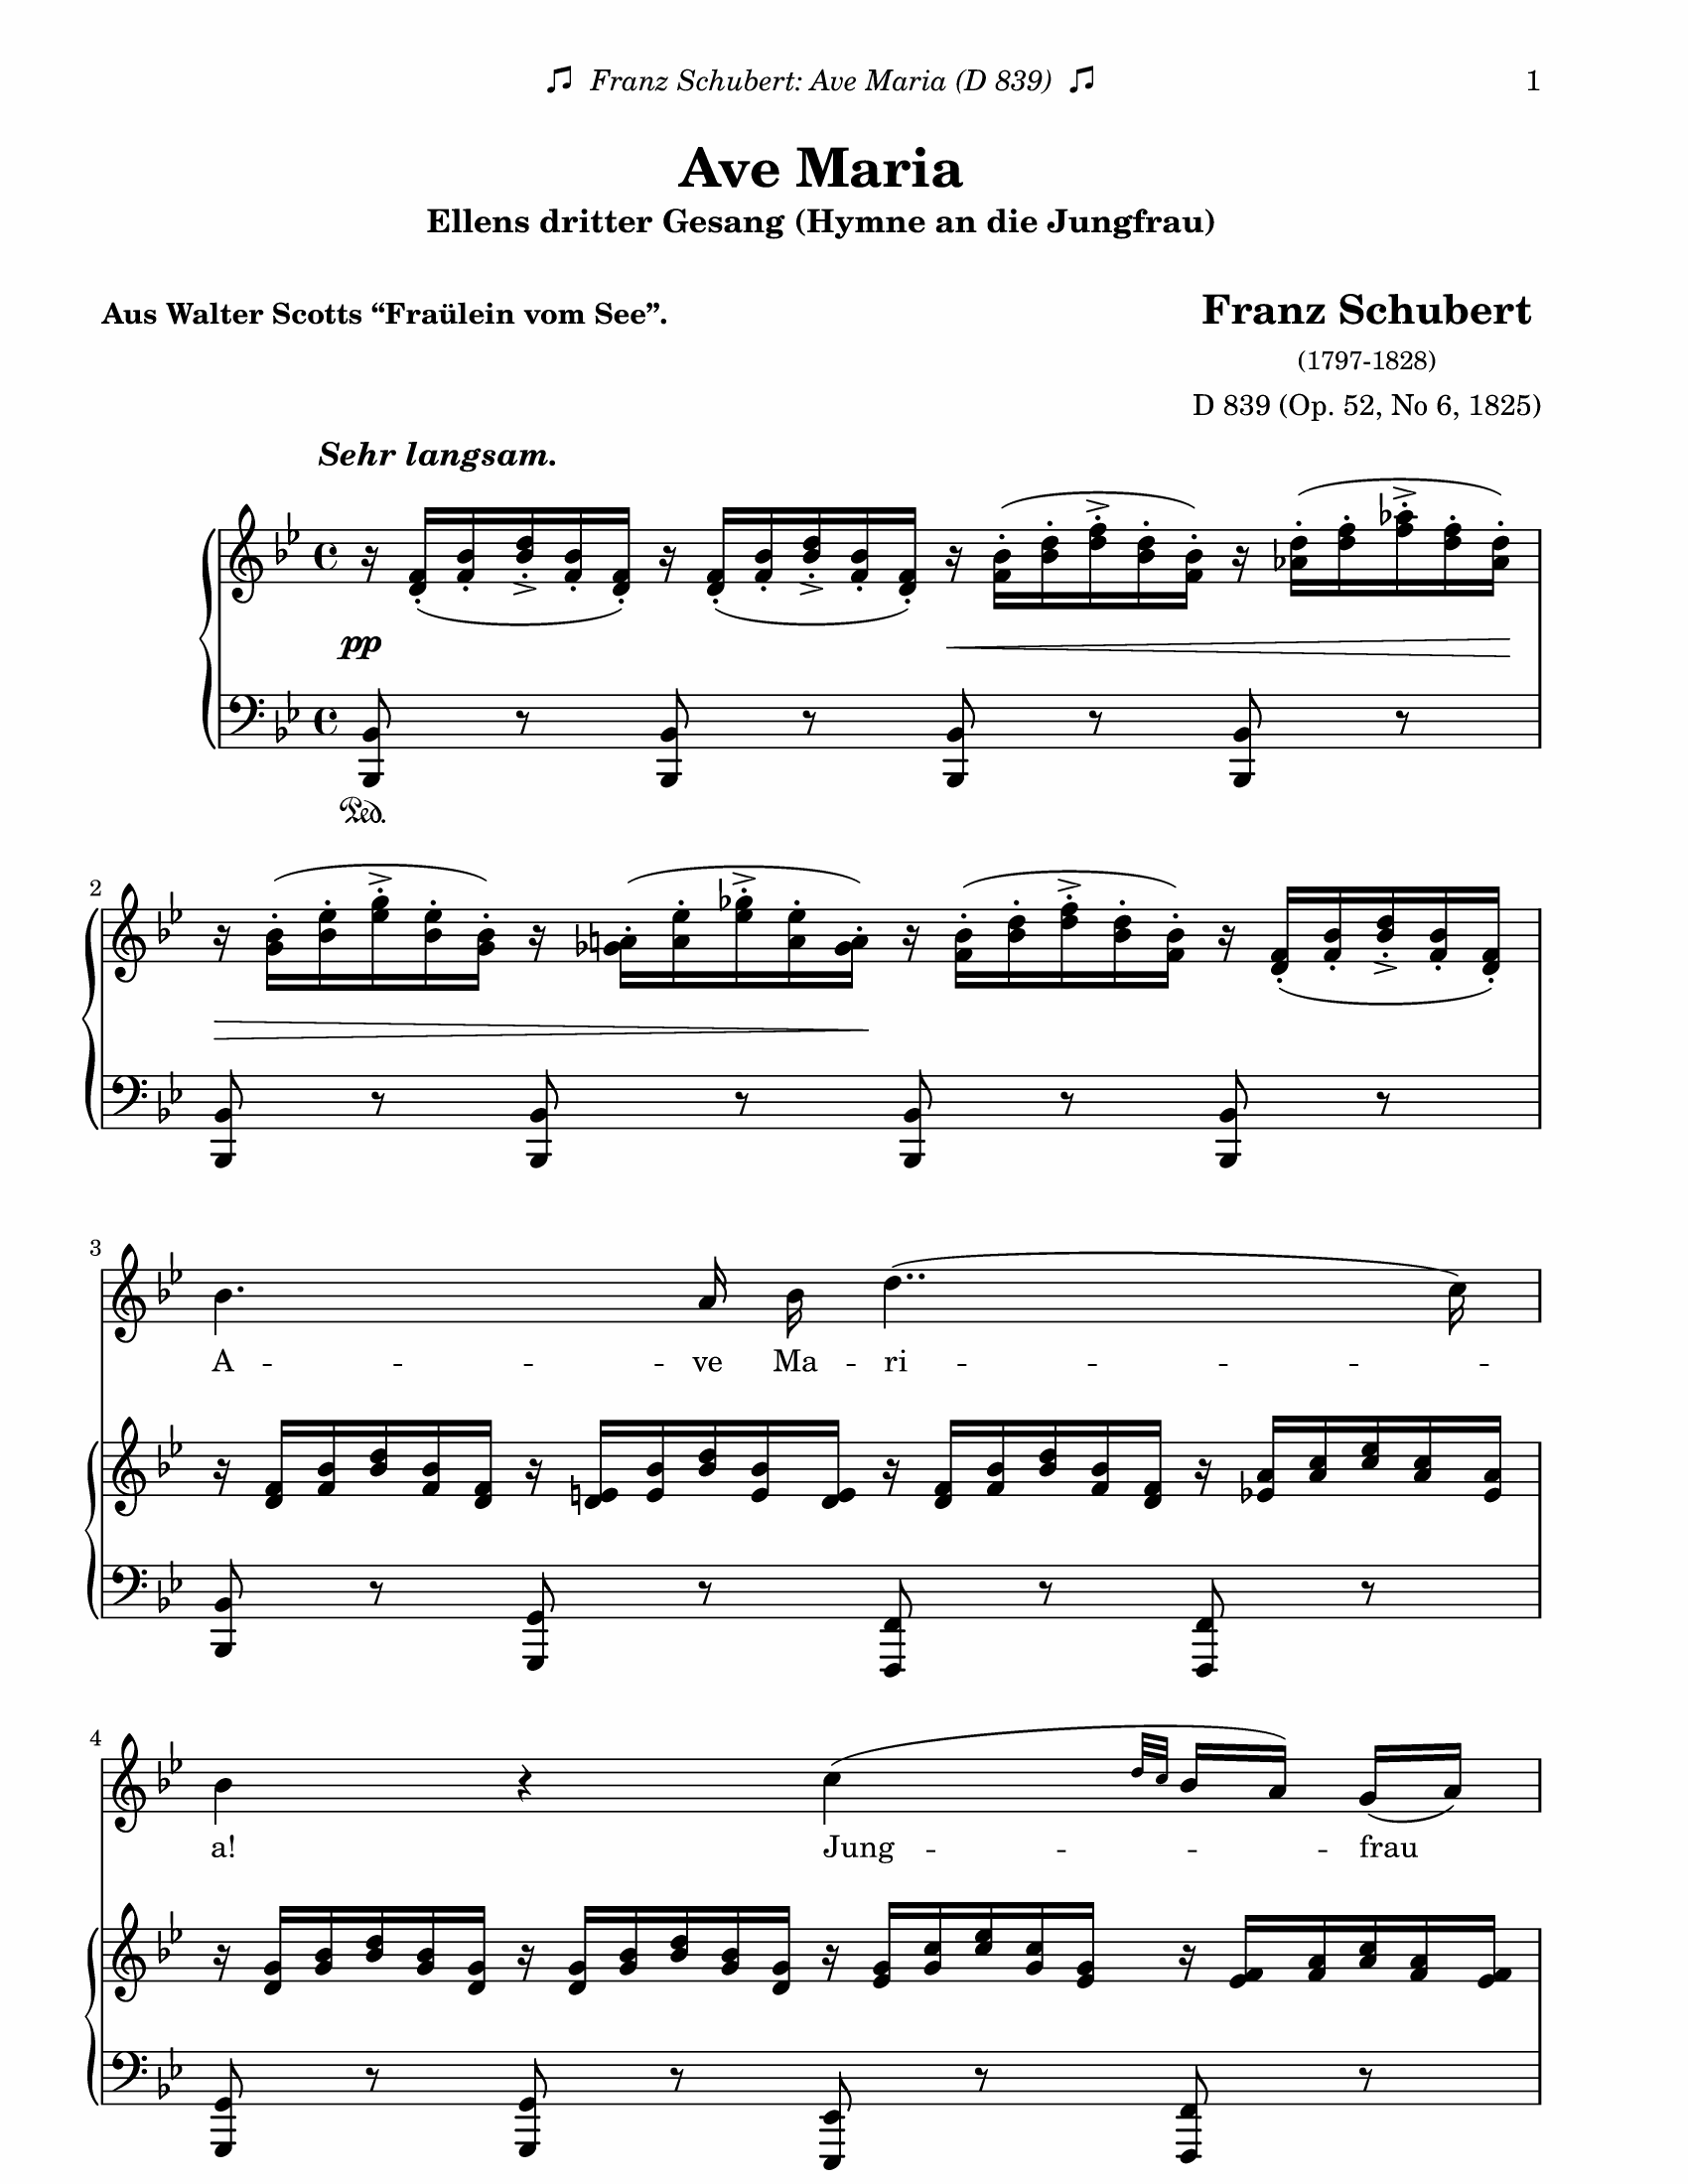 Franz Schubert: Ave Maria (D 839) 1
Ave Maria
Ellens dritter Gesang (Hymne an die Jungfrau)
Aus Walter Scotts “Fraülein vom See”. Franz Schubert
(1797-1828)
D 839 (Op. 52, No 6, 1825)
Sehr langsam.
pp
Ped.
2
3
A - - - ve Ma - ri - - - - -
4
a! Jung - - - - frau